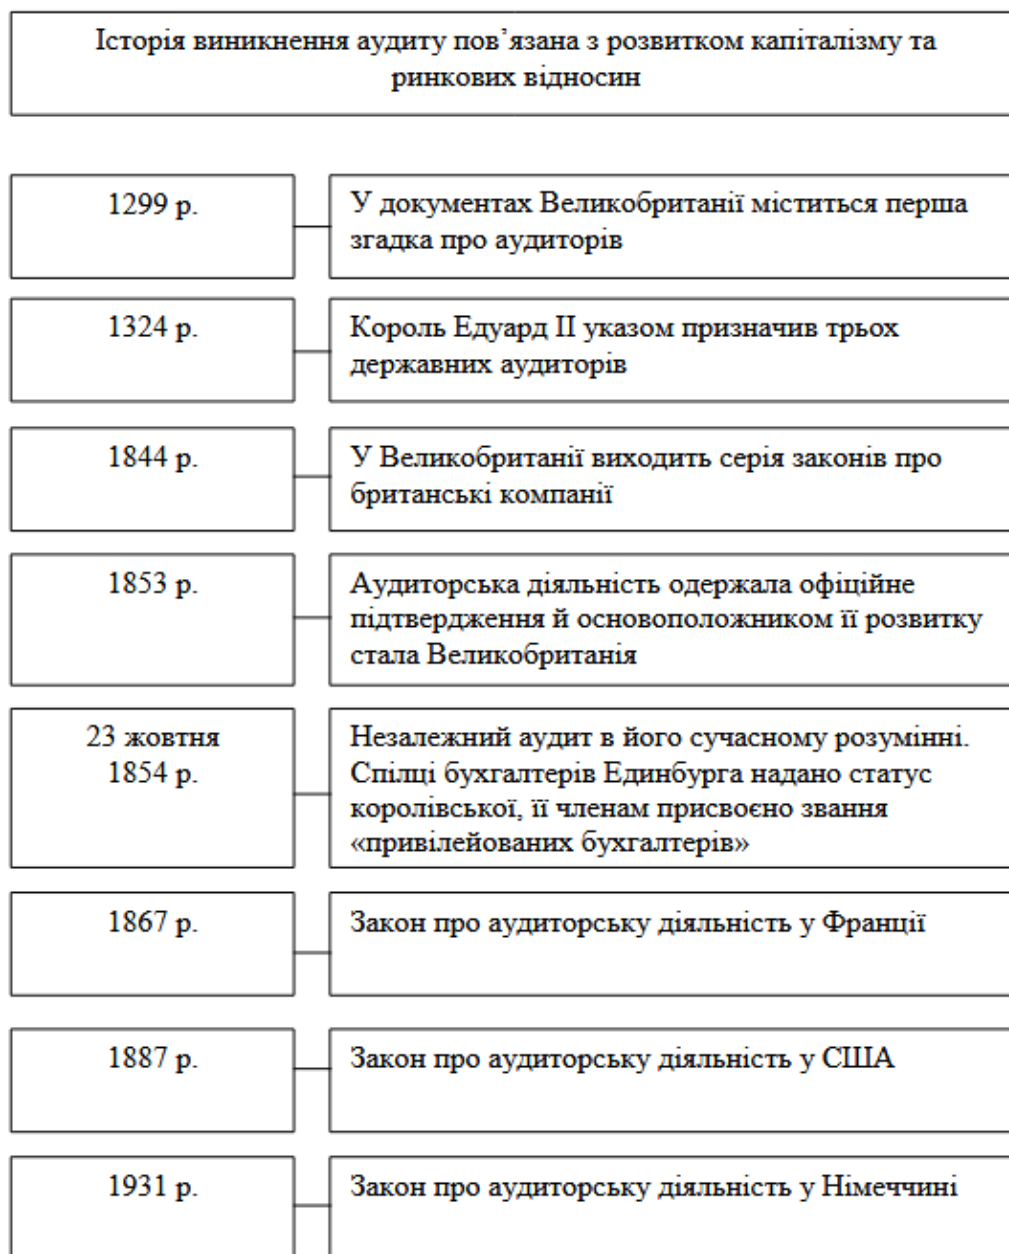 Історія виникнення аудиту пов’язана з розвитком капіталізму та
ринкових відносин
1299 р.
У документах Великобританії міститься перша
згадка про аудиторів
1324 р.
Король Едуард II указом призначив трьох
державних аудиторів
1844 р.
У Великобританії виходить серія законів про
британські компанії
1853 р.
Аудиторська діяльність одержала офіційне
підтвердження й основоположником її розвитку
стала Великобританія
23 жовтня
1854 р.
Незалежний аудит в його сучасному розумінні.
Спілці бухгалтерів Единбурга надано статус
королівської, її членам присвоєно звання
«привілейованих бухгалтерів»
1867 р.
Закон про аудиторську діяльність у Франції
1887 р.
Закон про аудиторську діяльність у США
1931 р.
Закон про аудиторську діяльність у Німеччині